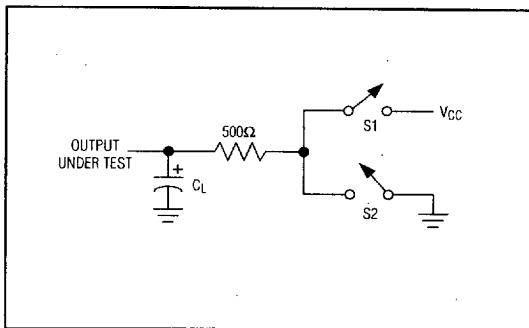 500Ω
S1
VCC
OUTPUT
UNDER TEST
+
CL
S2